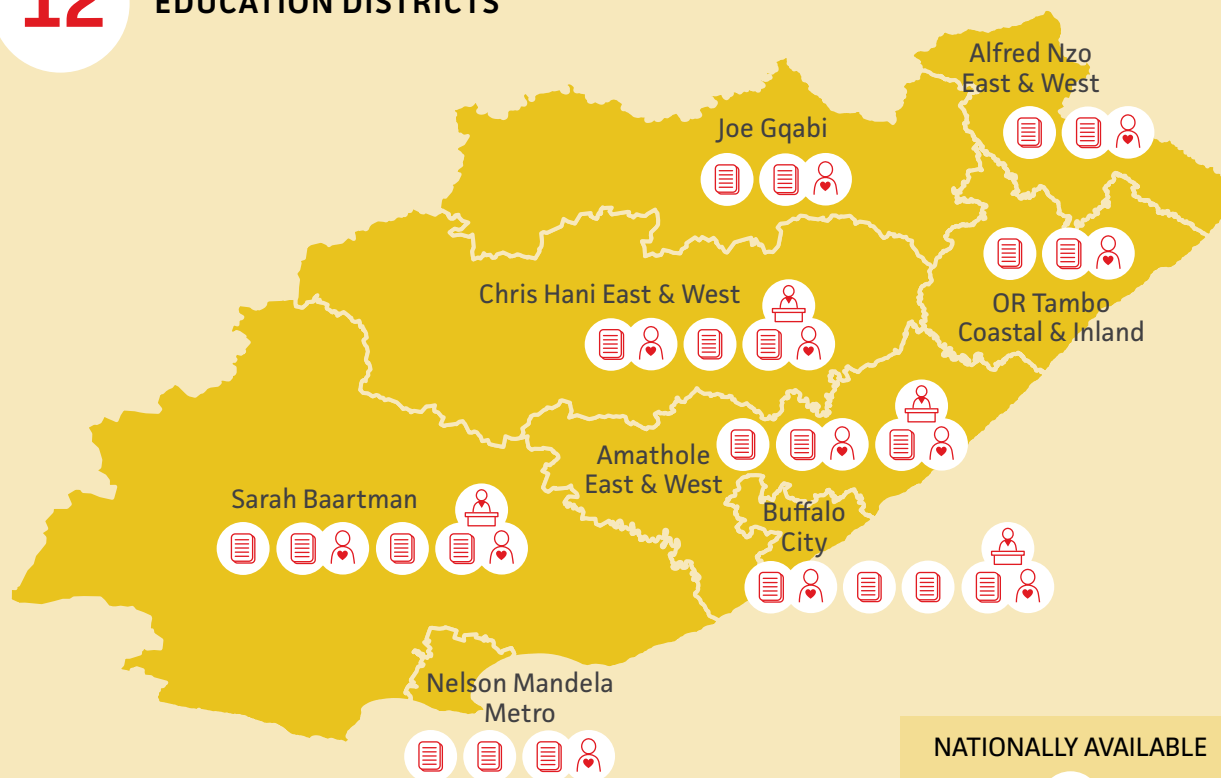 12
EDUCATION DISTRICTS
Alfred Nzo
East & West
Joe Gqabi
Chris Hani East & West
OR Tambo
Coastal & Inland
Amathole
East & West
Sarah Baartman
Buffalo
City
Nelson Mandela
Metro
NATIONALLY AVAILABLE